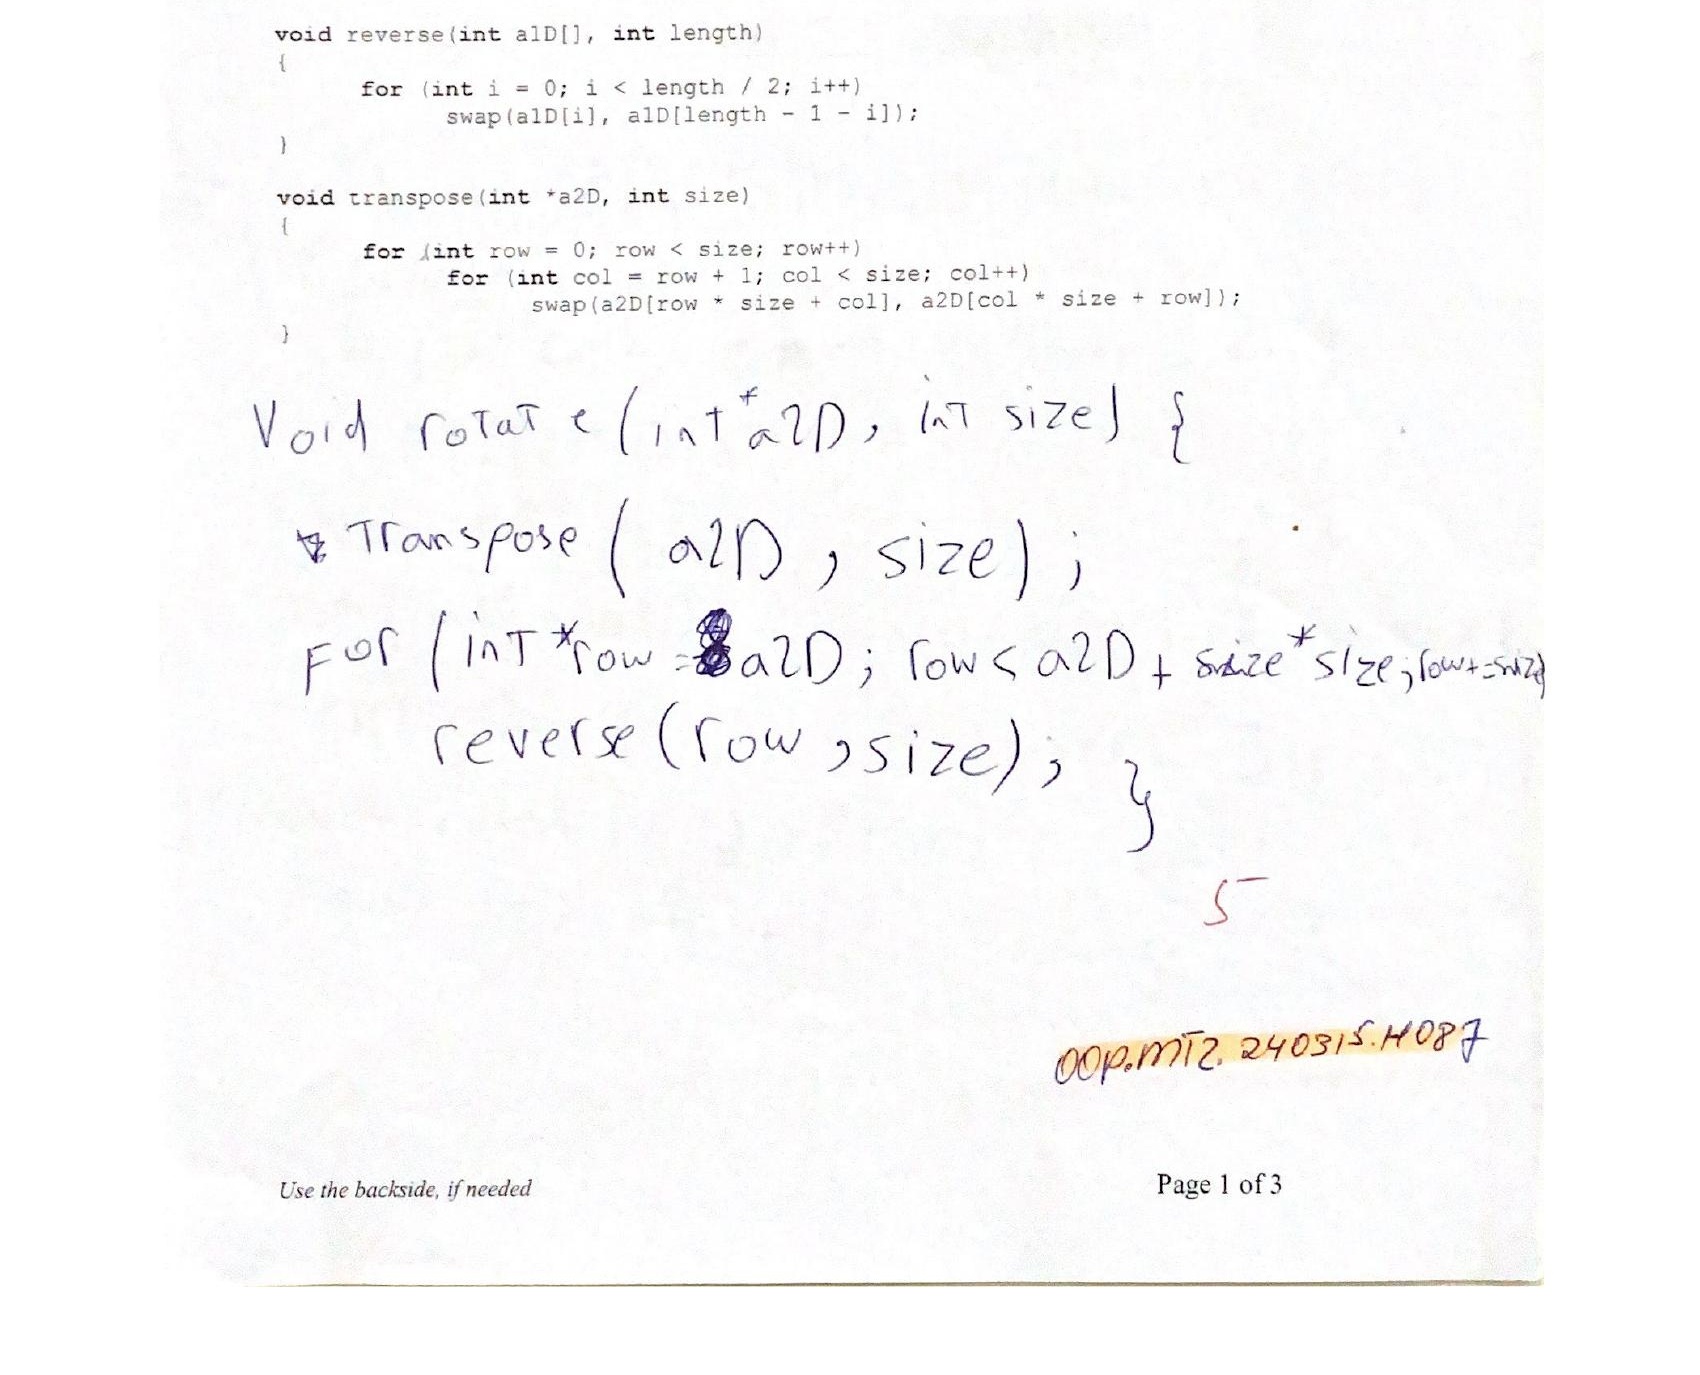 void reverse(int a1D[], int length)
{
for (int i = 0; i < length / 2; i++)
swap(a1D[i], a1D[length - 1 - i]);
}
void transpose(int *a2D, int size)
{
for (int row = 0; row < size; row++)
for (int col = row + 1; col < size; col++)
swap(a2D[row * size + col], a2D[col * size + row]);
}
Void rotate (int *a2D, int size) {
Transpose ( a2D , size) ;
For (int *row = a2D; row < a2D + size * size; row+=size)
reverse (row , size) ; }
5
OOP.MT2. 240315.H087
Use the backside, if needed
Page 1 of 3